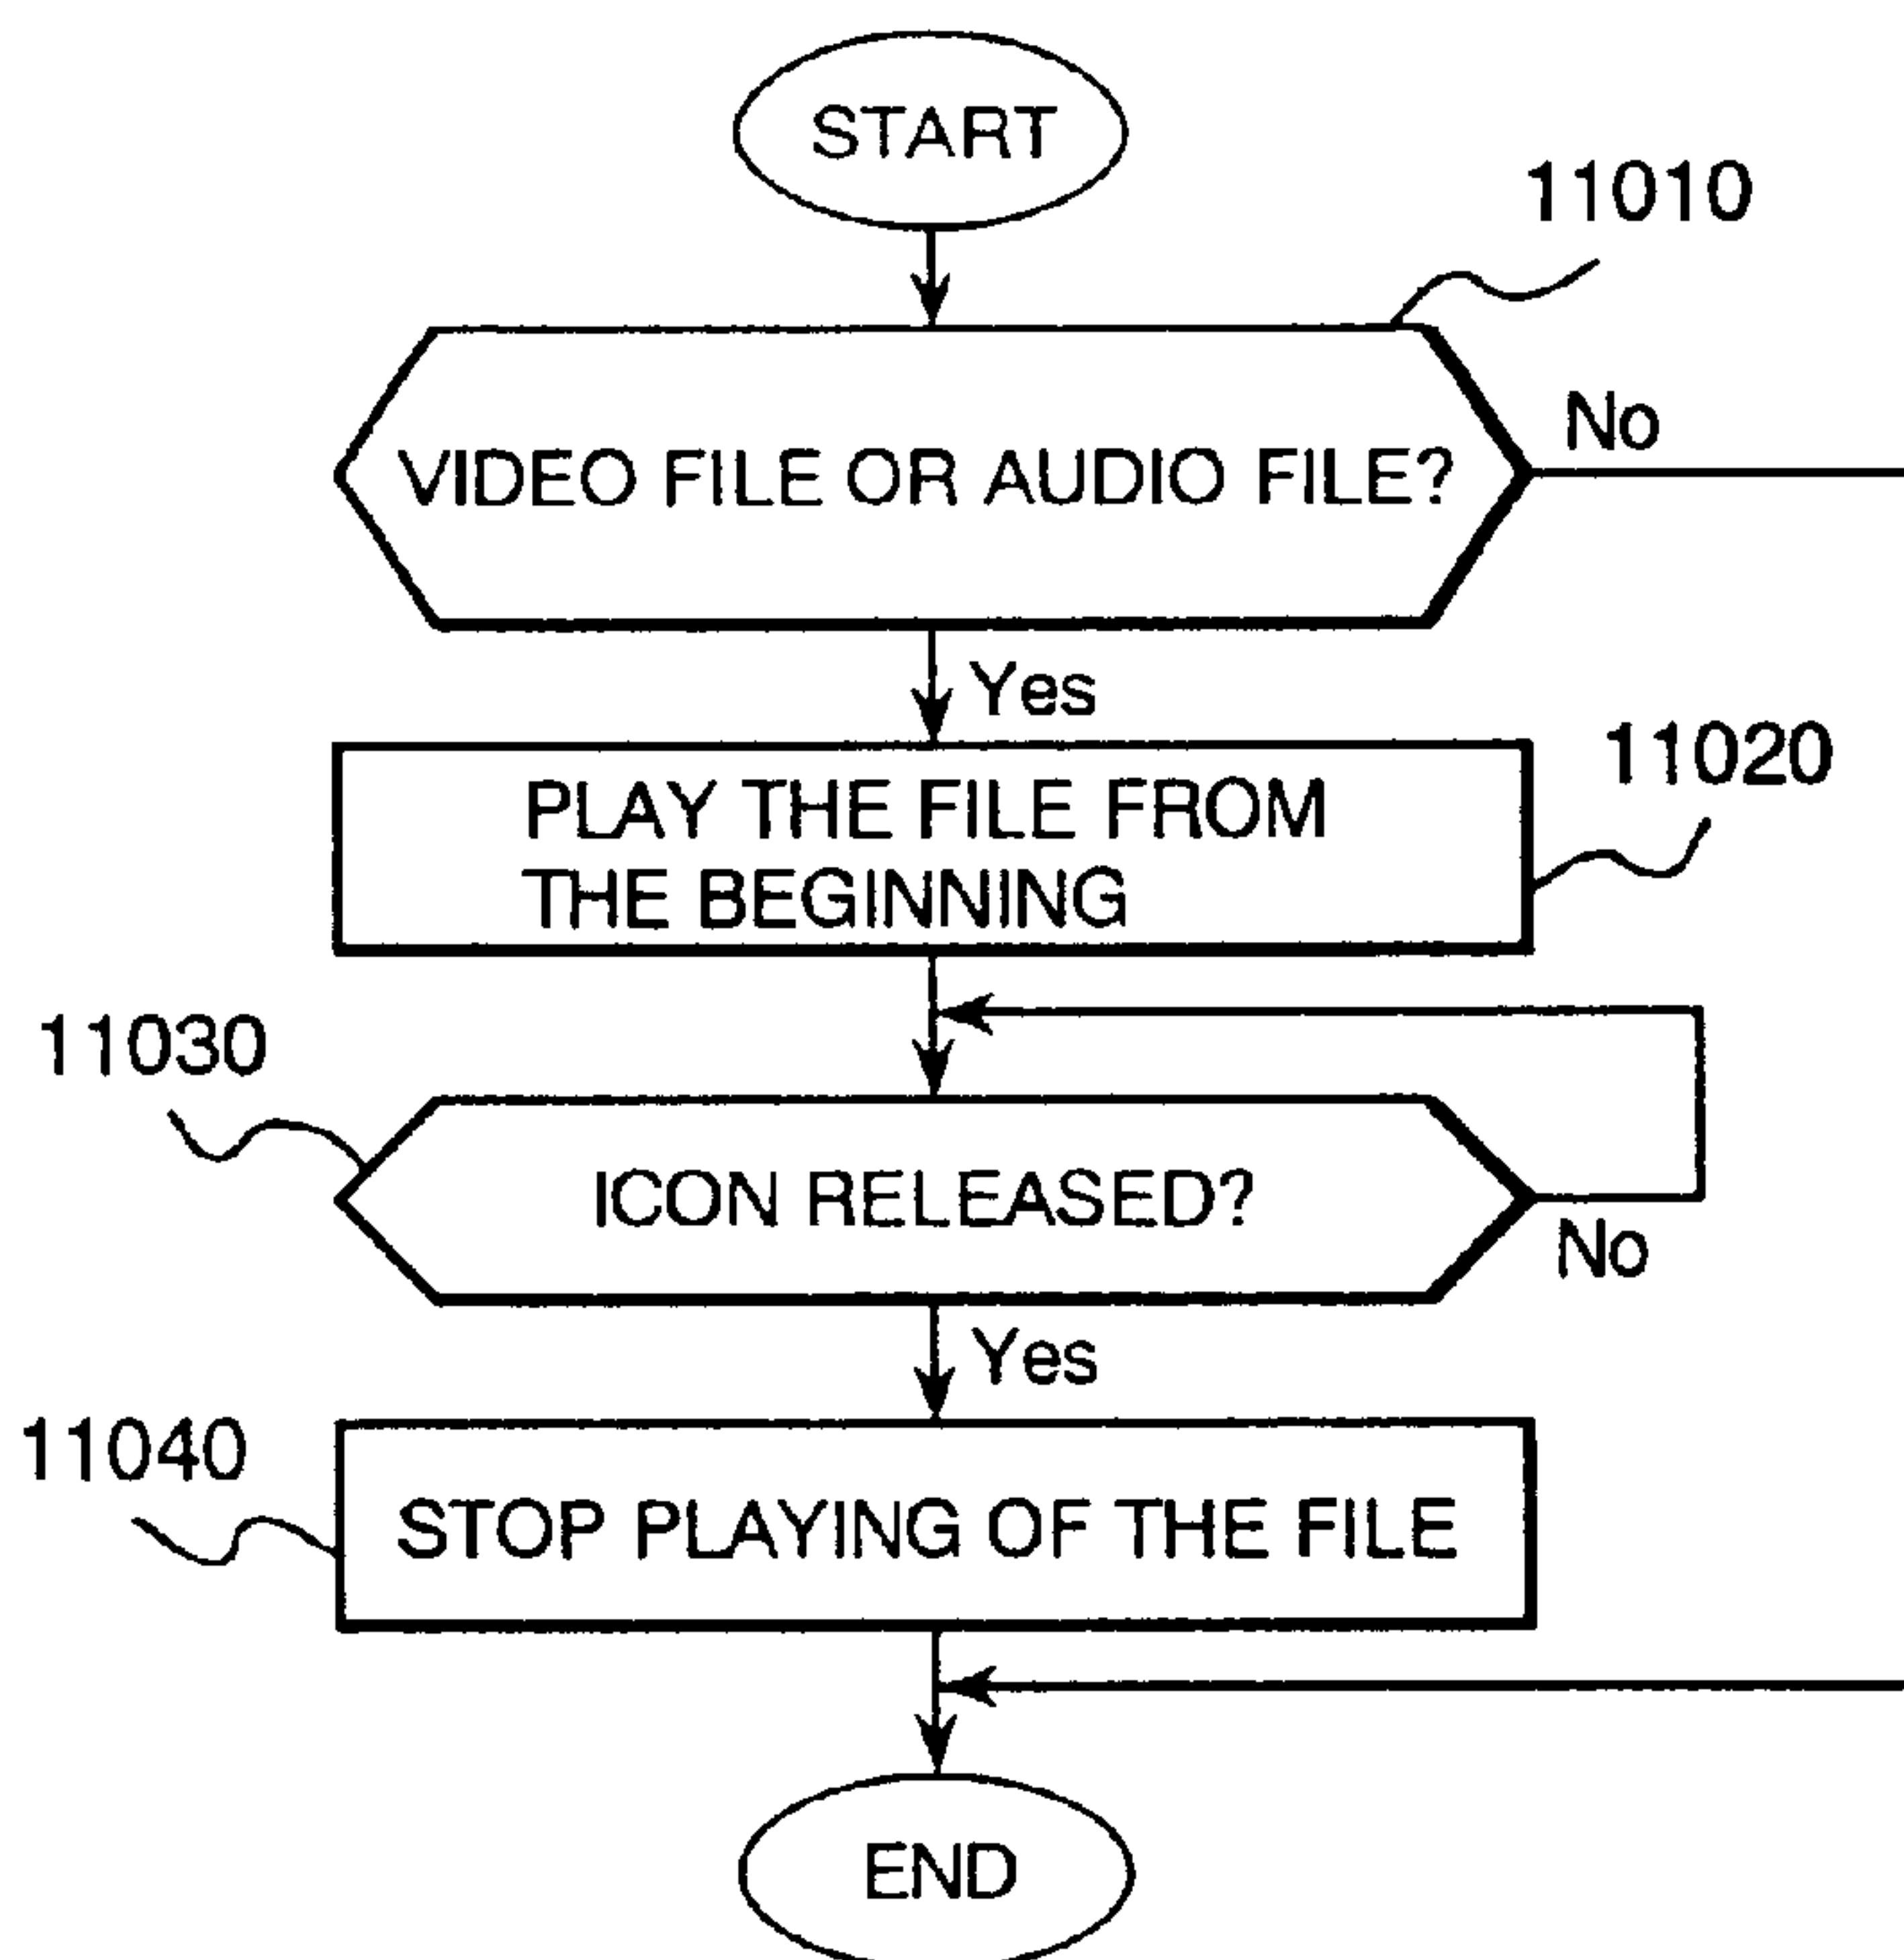 START
11010
VIDEO FILE OR AUDIO FILE?
No
Yes
11020
PLAY THE FILE FROM
THE BEGINNING
11030
ICON RELEASED?
No
Yes
11040
STOP PLAYING OF THE FILE
END